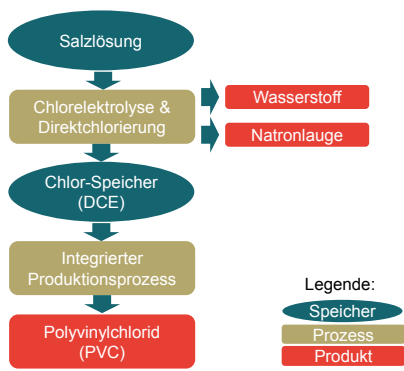 Salzlösung
Chlorelektrolyse &
Direktchlorierung
Wasserstoff
Natronlauge
Chlor-Speicher
(DCE)
Integrierter
Produktionsprozess
Polyvinylchlorid
(PVC)
Legende:
Speicher
Prozess
Produkt